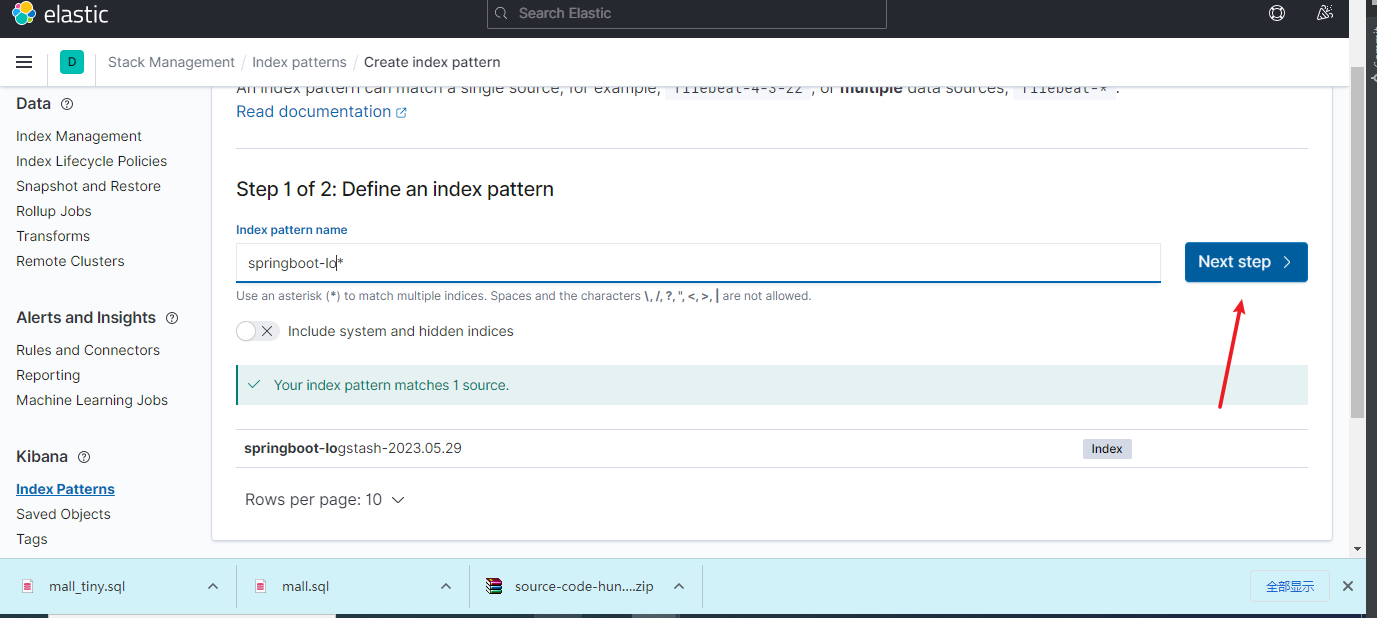 elastic
Search Elastic
D
Stack Management / Index patterns / Create index pattern
An index pattern can match a single source, for example, filebeat-4-3-22 , or multiple data sources, filebeat-* .
Read documentation
Data
Index Management
Index Lifecycle Policies
Snapshot and Restore
Rollup Jobs
Transforms
Remote Clusters
Alerts and Insights
Rules and Connectors
Reporting
Machine Learning Jobs
Kibana
Index Patterns
Saved Objects
Tags
Step 1 of 2: Define an index pattern
Index pattern name
springboot-lo*
Next step
Use an asterisk (*) to match multiple indices. Spaces and the characters \, /, ?, ", <, >, | are not allowed.
Include system and hidden indices
Your index pattern matches 1 source.
springboot-logstash-2023.05.29
Index
Rows per page: 10
mall_tiny.sql
mall.sql
source-code-hun....zip
全部显示